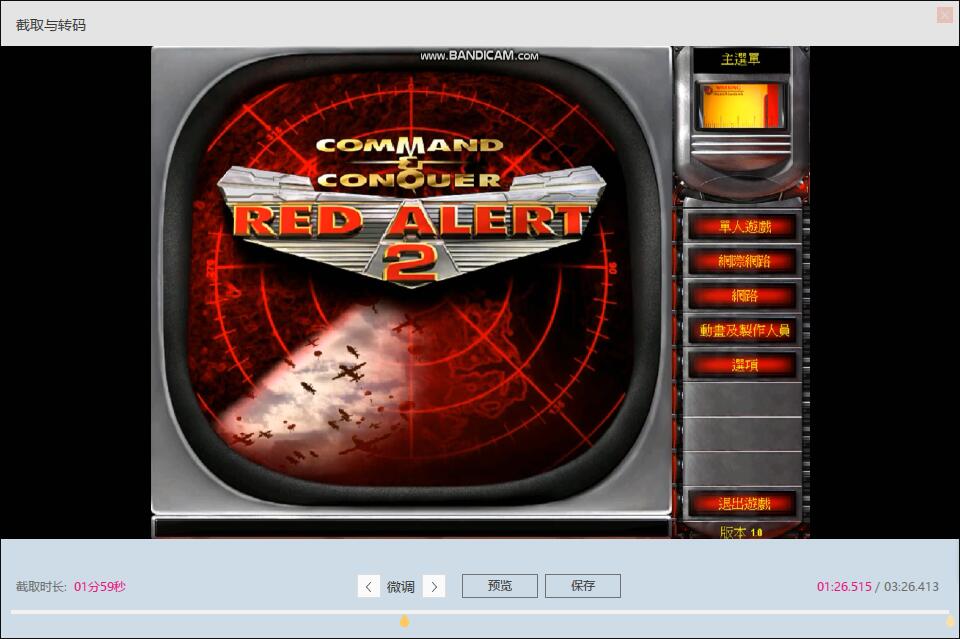 截取与转码
WWW.BANDICAM.COM
主選單
WARNING
COMMAND
&
CONQUER
RED ALERT
2
單人遊戲
網際網路
網路
動畫及製作人員
選項
退出遊戲
版本 1.0
截取时长: 01分59秒
微调
预览
保存
01:26.515 / 03:26.413